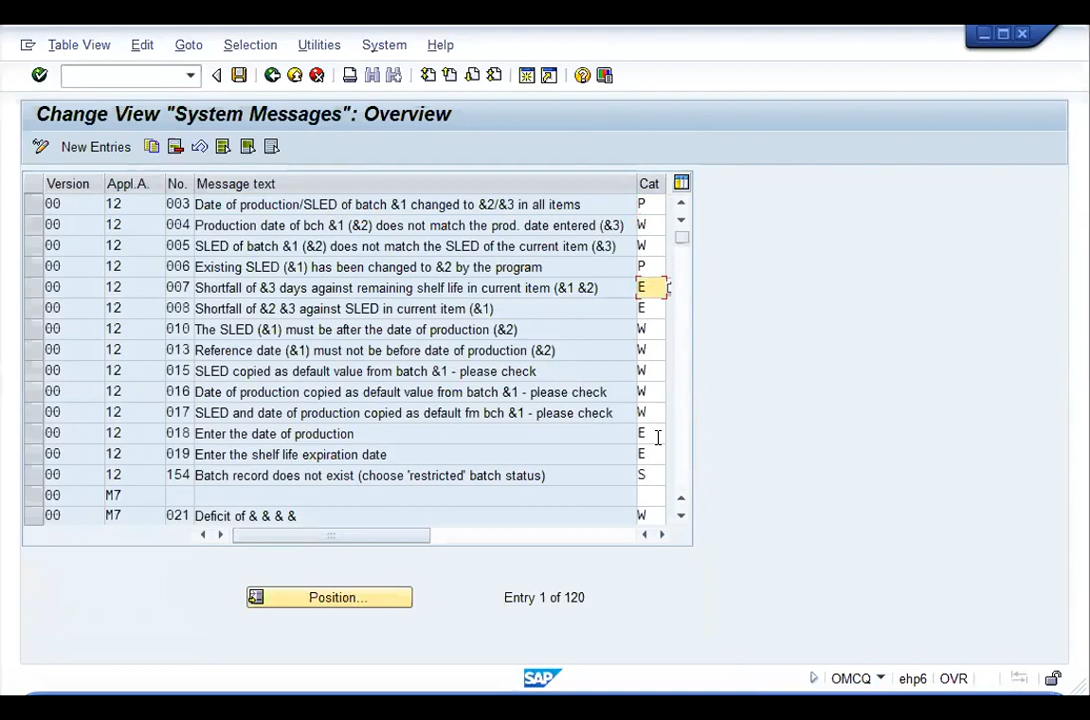 Table View Edit Goto Selection Utilities System Help
Change View "System Messages": Overview
New Entries
Version Appl.A. No. Message text Cat
00 12 003 Date of production/SLED of batch &1 changed to &2/&3 in all items P
00 12 004 Production date of bch &1 (&2) does not match the prod. date entered (&3) W
00 12 005 SLED of batch &1 (&2) does not match the SLED of the current item (&3) W
00 12 006 Existing SLED (&1) has been changed to &2 by the program P
00 12 007 Shortfall of &3 days against remaining shelf life in current item (&1 &2) E
00 12 008 Shortfall of &2 &3 against SLED in current item (&1) E
00 12 010 The SLED (&1) must be after the date of production (&2) W
00 12 013 Reference date (&1) must not be before date of production (&2) W
00 12 015 SLED copied as default value from batch &1 - please check W
00 12 016 Date of production copied as default value from batch &1 - please check W
00 12 017 SLED and date of production copied as default fm bch &1 - please check W
00 12 018 Enter the date of production E
00 12 019 Enter the shelf life expiration date E
00 12 154 Batch record does not exist (choose 'restricted' batch status) S
00 M7
00 M7 021 Deficit of & & & & W
Position... Entry 1 of 120
SAP OMCQ ehp6 OVR